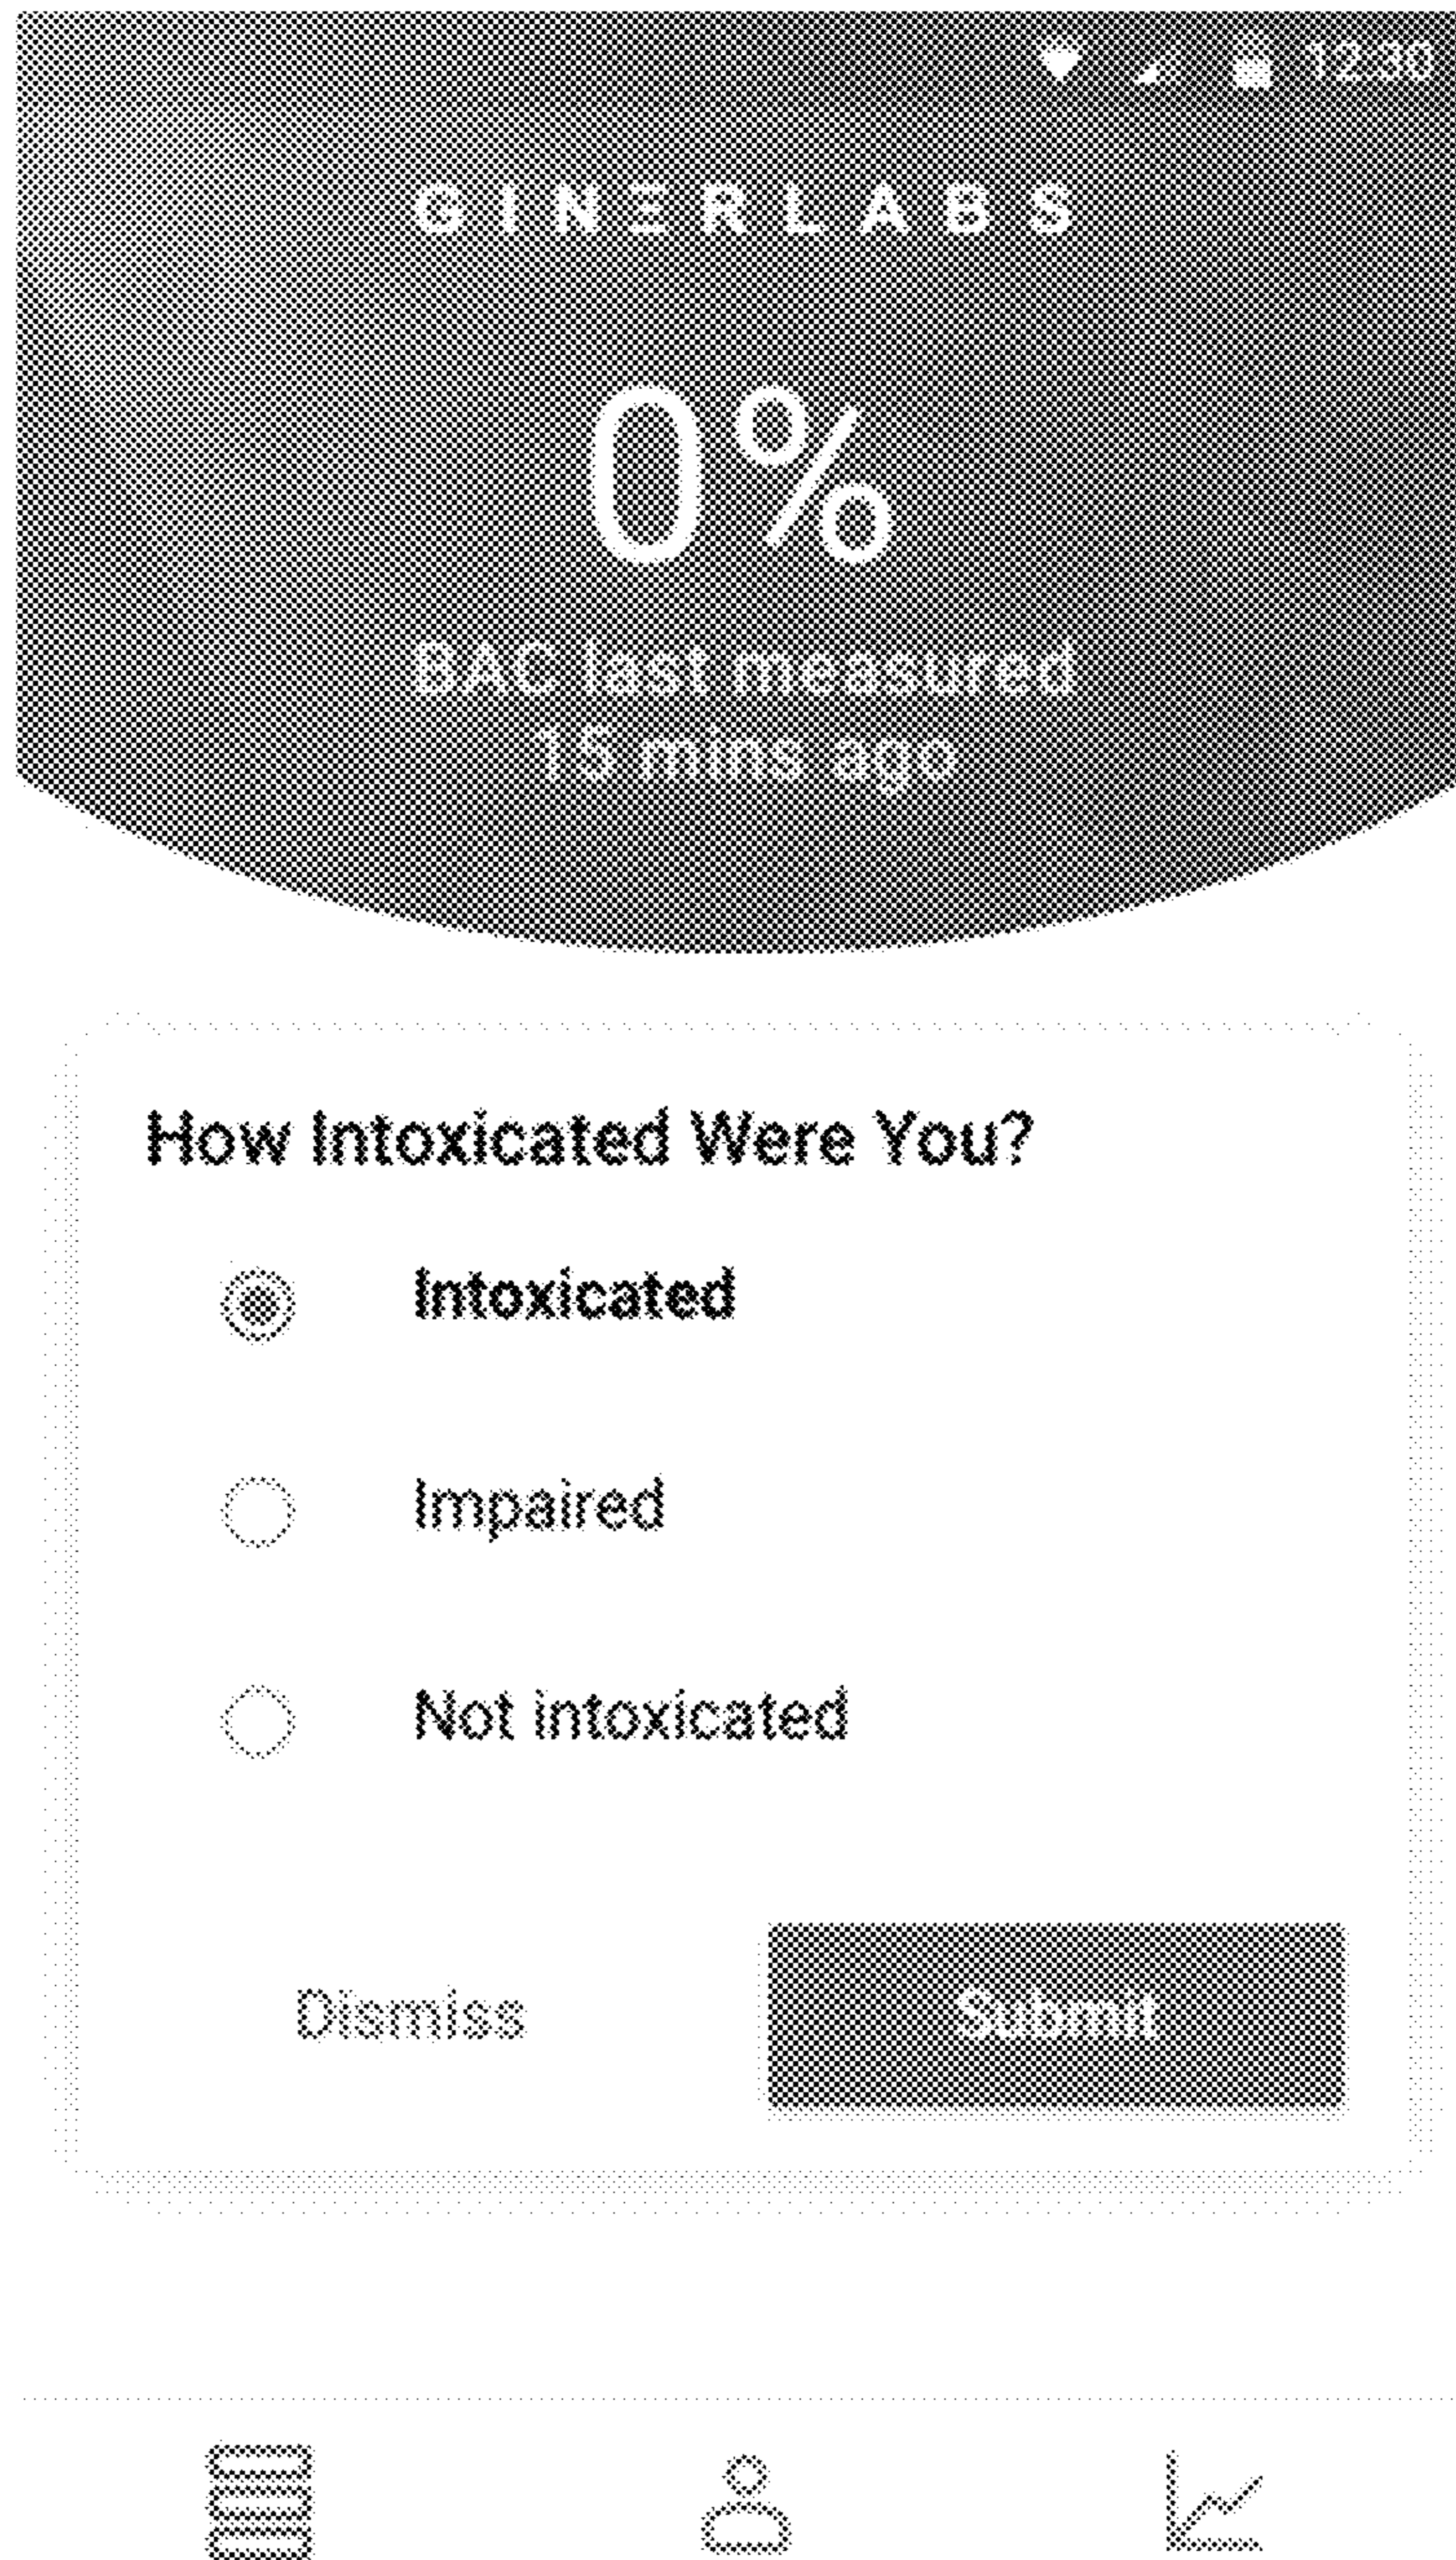 12:30
GINERLABS
0%
BAC last measured
15 mins ago
How Intoxicated Were You?
Intoxicated
Impaired
Not intoxicated
Dismiss
Submit